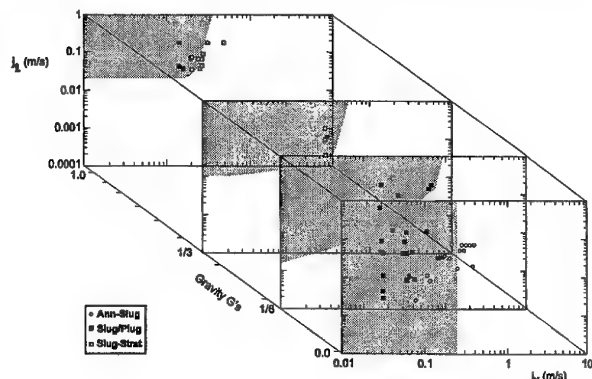 1
0.1
j_L (m/s)
0.01
0.001
0.0001
1.0
1/3
1/6
0.0
Gravity G's
Ann-Slug
Slug/Plug
Slug-Strat
0.01
0.1
1
10
(m/s)